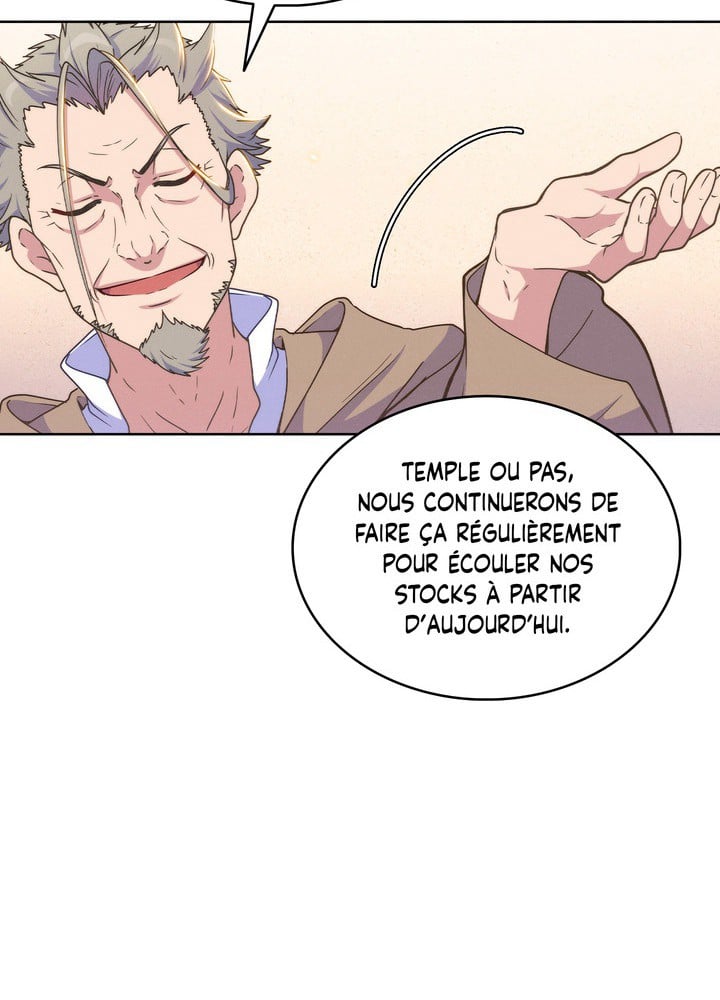 TEMPLE OU PAS,
NOUS CONTINUERONS DE
FAIRE ÇA RÉGULIÈREMENT
POUR ÉCOULER NOS
STOCKS À PARTIR
D'AUJOURD'HUI.